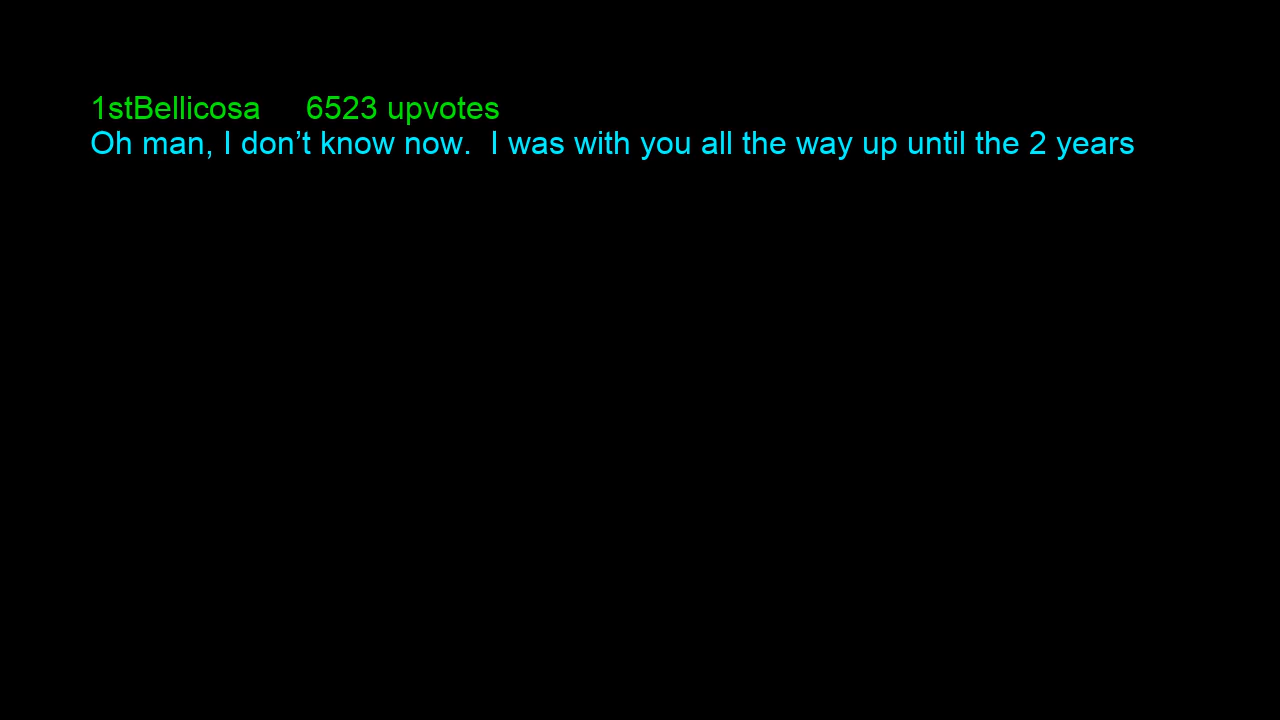 1stBellicosa     6523 upvotes
Oh man, I don’t know now.  I was with you all the way up until the 2 years